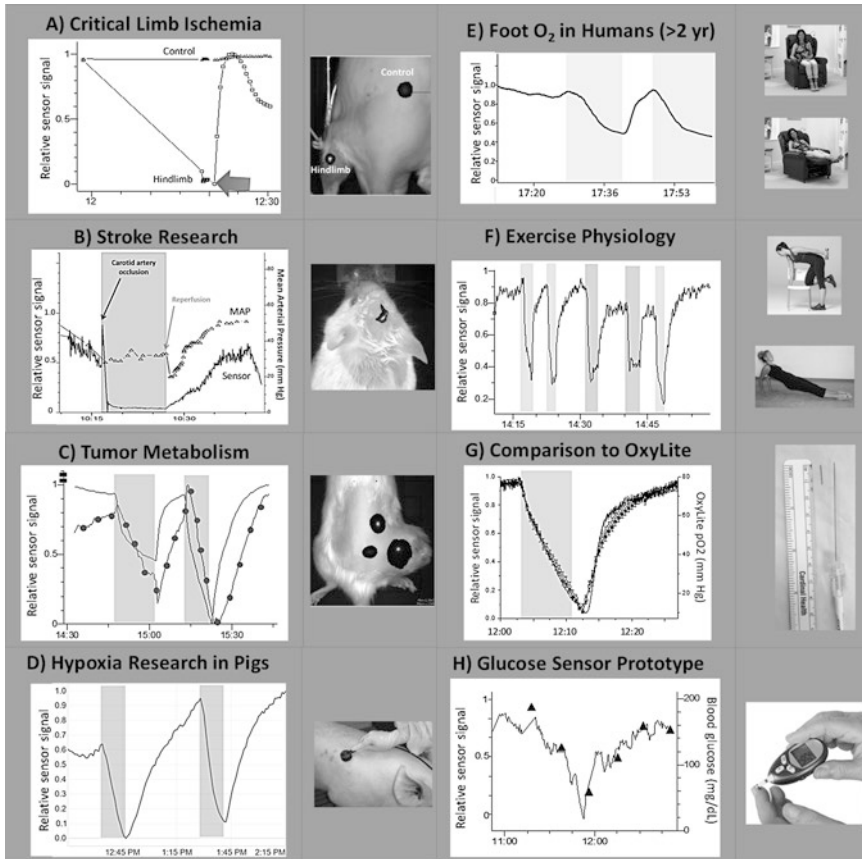 A) Critical Limb Ischemia
Relative sensor signal
1
0.5
0
Control
Hindlimb
12
12:30
Control
Hindlimb
E) Foot O2 in Humans (>2 yr)
Relative sensor signal
1.0
0.8
0.6
0.4
1.2
0
17:20
17:36
17:53
B) Stroke Research
Relative sensor signal
1.0
0.5
0
Carotid artery
occlusion
Reperfusion
MAP
Sensor
Mean Arterial Pressure (mm Hg)
80
60
40
20
0
10:15
10:30
F) Exercise Physiology
Relative sensor signal
0.8
0.6
0.4
0.2
14:15
14:30
14:45
C) Tumor Metabolism
Relative sensor signal
1
0.5
0
14:30
15:00
15:30
G) Comparison to OxyLite
Relative sensor signal
1.0
0.8
0.6
0.4
0.2
0.0
OxyLite pO2 (mm Hg)
80
60
40
20
12:00
12:10
12:20
Cardinal Health
D) Hypoxia Research in Pigs
Relative sensor signal
1.0
0.9
0.8
0.7
0.6
0.5
0.4
0.3
0.2
0.1
0.0
12:45 PM
1:15 PM
1:45 PM
2:15 PM
H) Glucose Sensor Prototype
Relative sensor signal
1
0.5
0
Blood glucose (mg/dL)
200
100
0
11:00
12:00